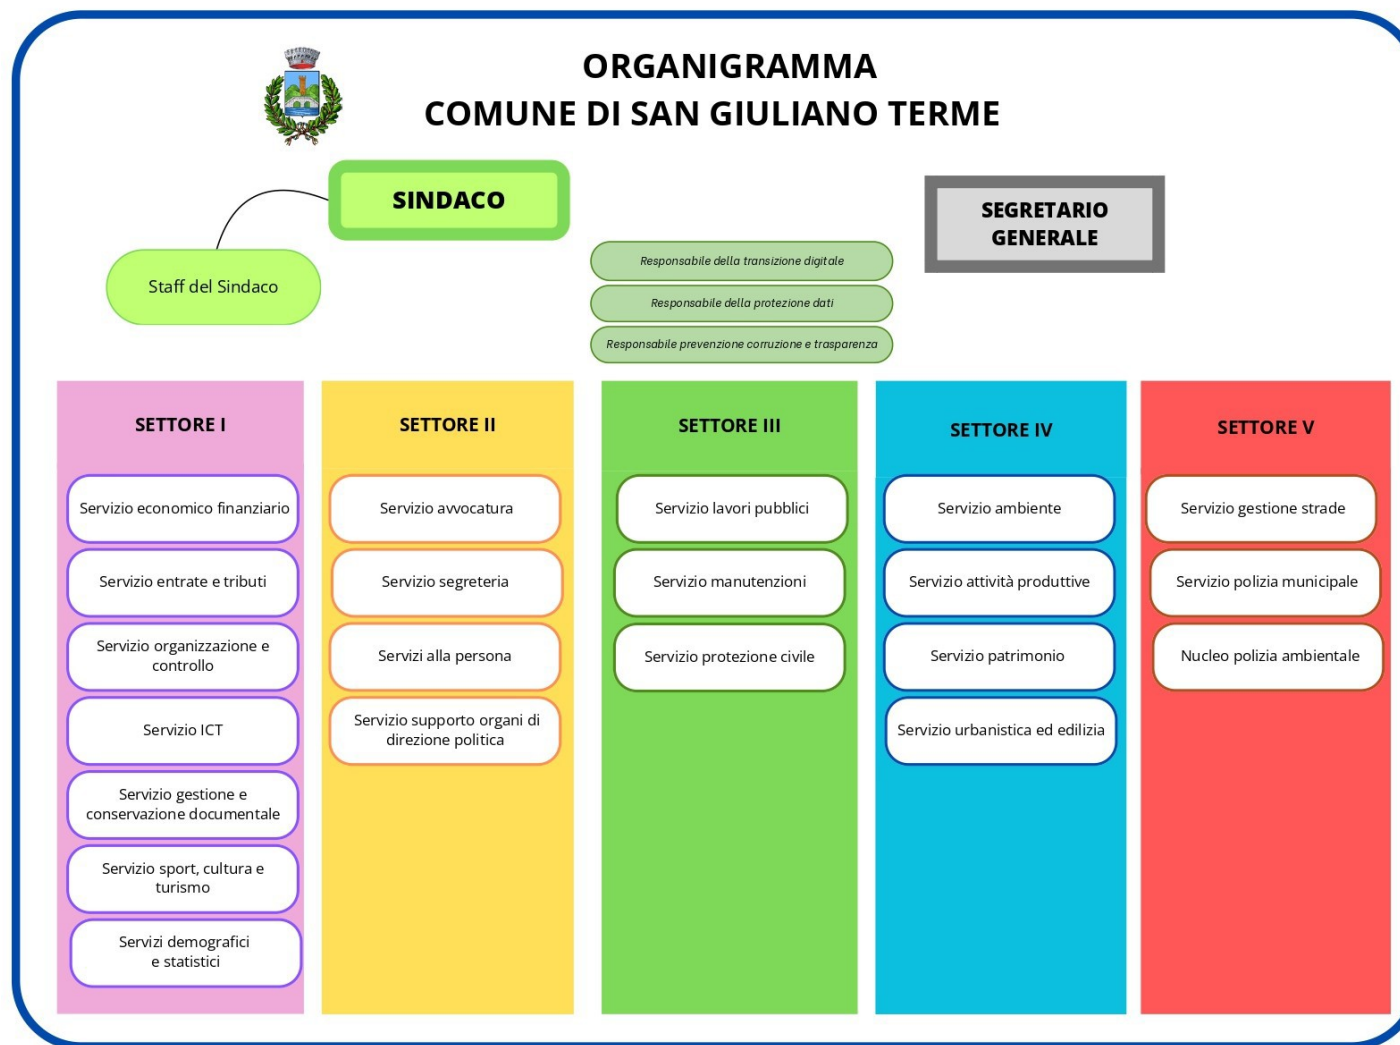 ORGANIGRAMMA
COMUNE DI SAN GIULIANO TERME
SINDACO
SEGRETARIO
GENERALE
Staff del Sindaco
Responsabile della transizione digitale
Responsabile della protezione dati
Responsabile prevenzione corruzione e trasparenza
SETTORE I
Servizio economico finanziario
Servizio entrate e tributi
Servizio organizzazione e
controllo
Servizio ICT
Servizio gestione e
conservazione documentale
Servizio sport, cultura e
turismo
Servizi demografici
e statistici
SETTORE II
Servizio avvocatura
Servizio segreteria
Servizi alla persona
Servizio supporto organi di
direzione politica
SETTORE III
Servizio lavori pubblici
Servizio manutenzioni
Servizio protezione civile
SETTORE IV
Servizio ambiente
Servizio attività produttive
Servizio patrimonio
Servizio urbanistica ed edilizia
SETTORE V
Servizio gestione strade
Servizio polizia municipale
Nucleo polizia ambientale